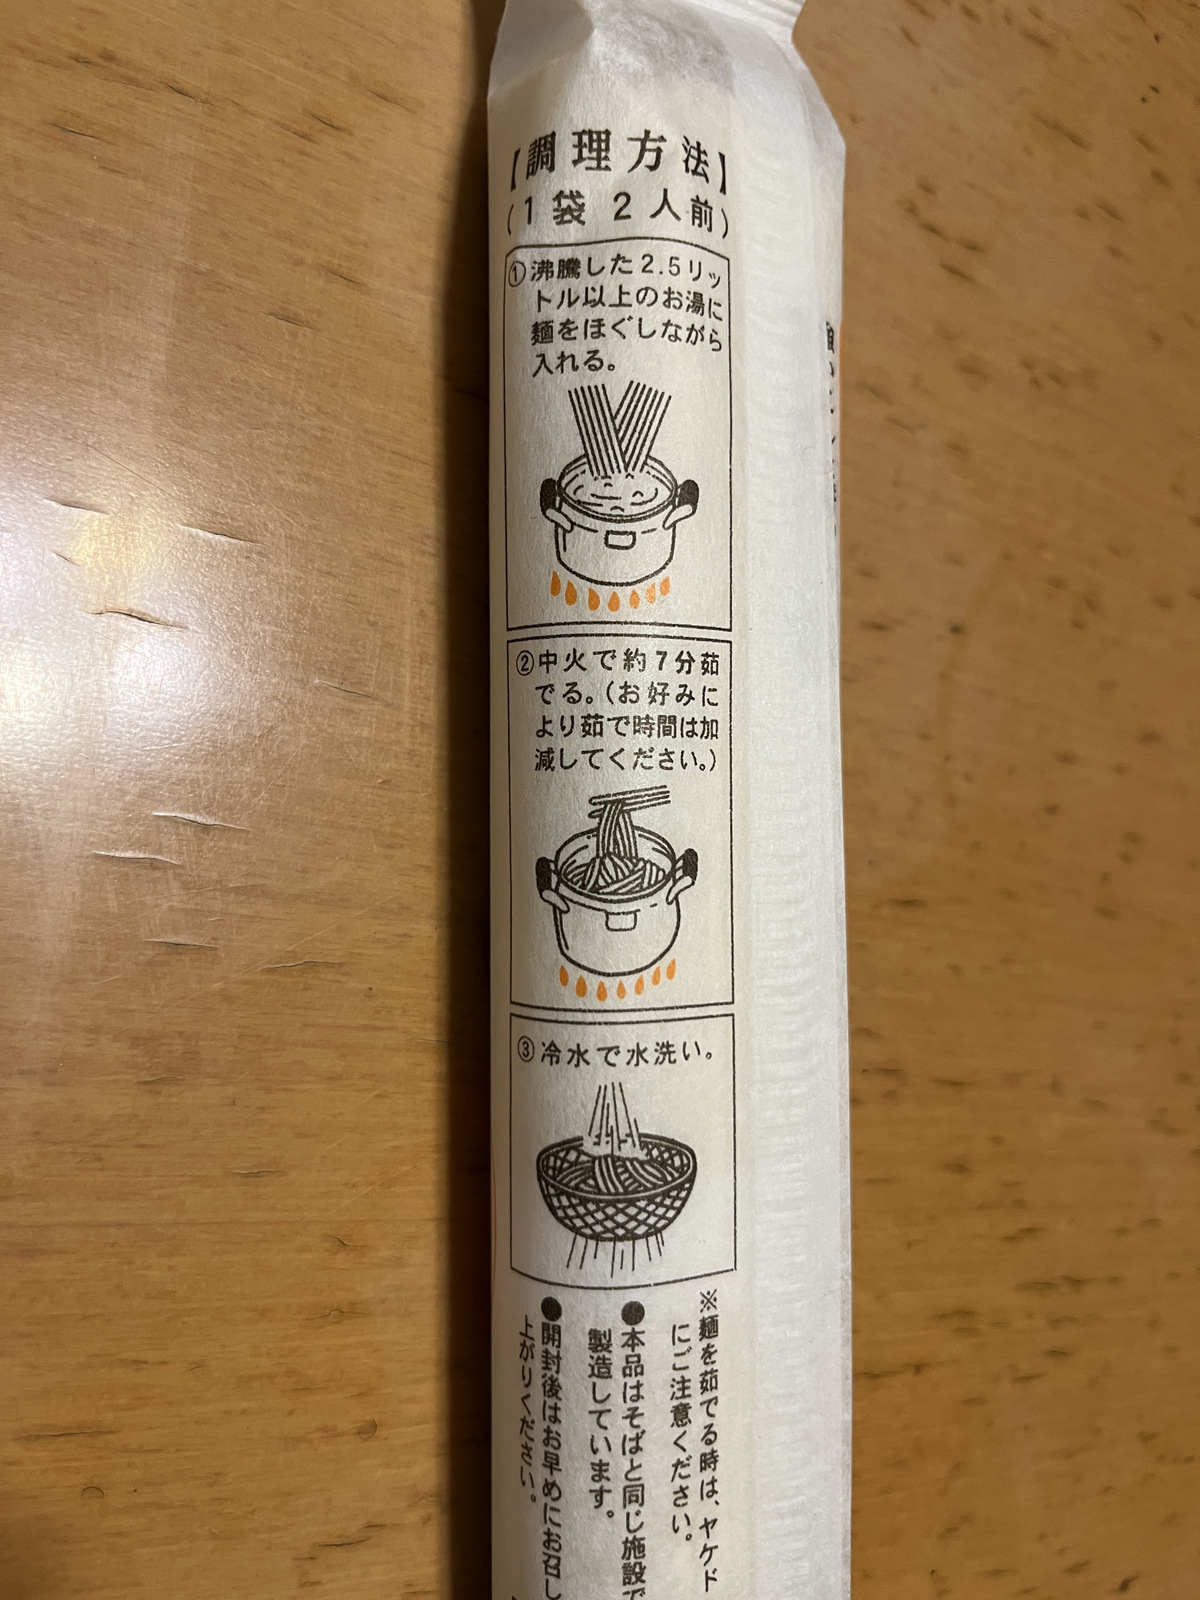 【調理方法】
(1袋 2人前)
①沸騰した2.5リッ
トル以上のお湯に
麺をほぐしながら
入れる。
②中火で約7分茹
でる。(お好みに
より茹で時間は加
減してください。)
③冷水で水洗い。
※麺を茹でる時は、ヤケド
にご注意ください。
●本品はそばと同じ施設で
製造しています。
●開封後はお早めにお召し
上がりください。